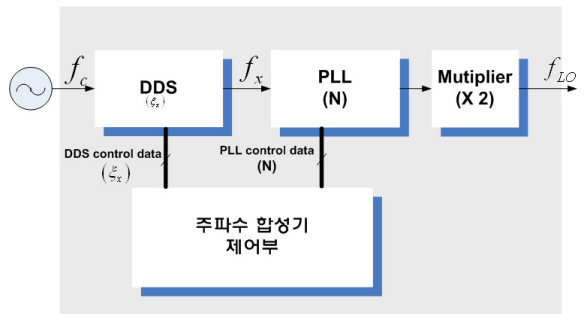 f_c
DDS
(ξ_x)
f_x
PLL
(N)
Mutiplier
(X 2)
f_LO
DDS control data
(ξ_x)
PLL control data
(N)
주파수 합성기
제어부